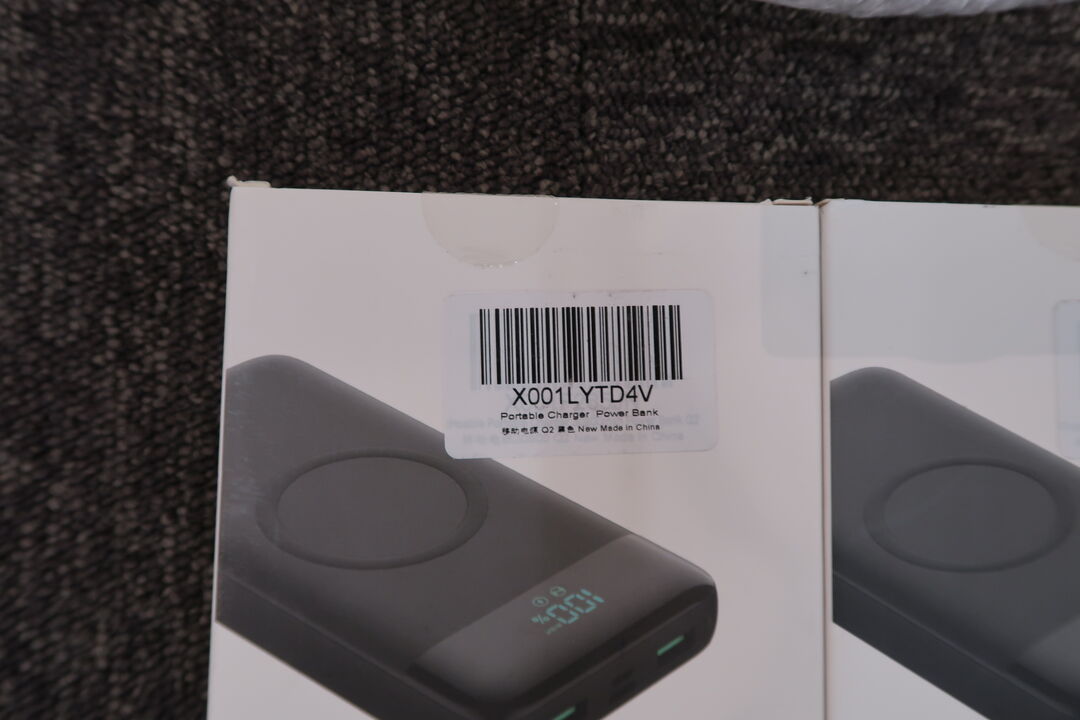 X001LYTD4V
Portable Charger Power Bank
移动电源 Q2 黑色 New Made in China
100%